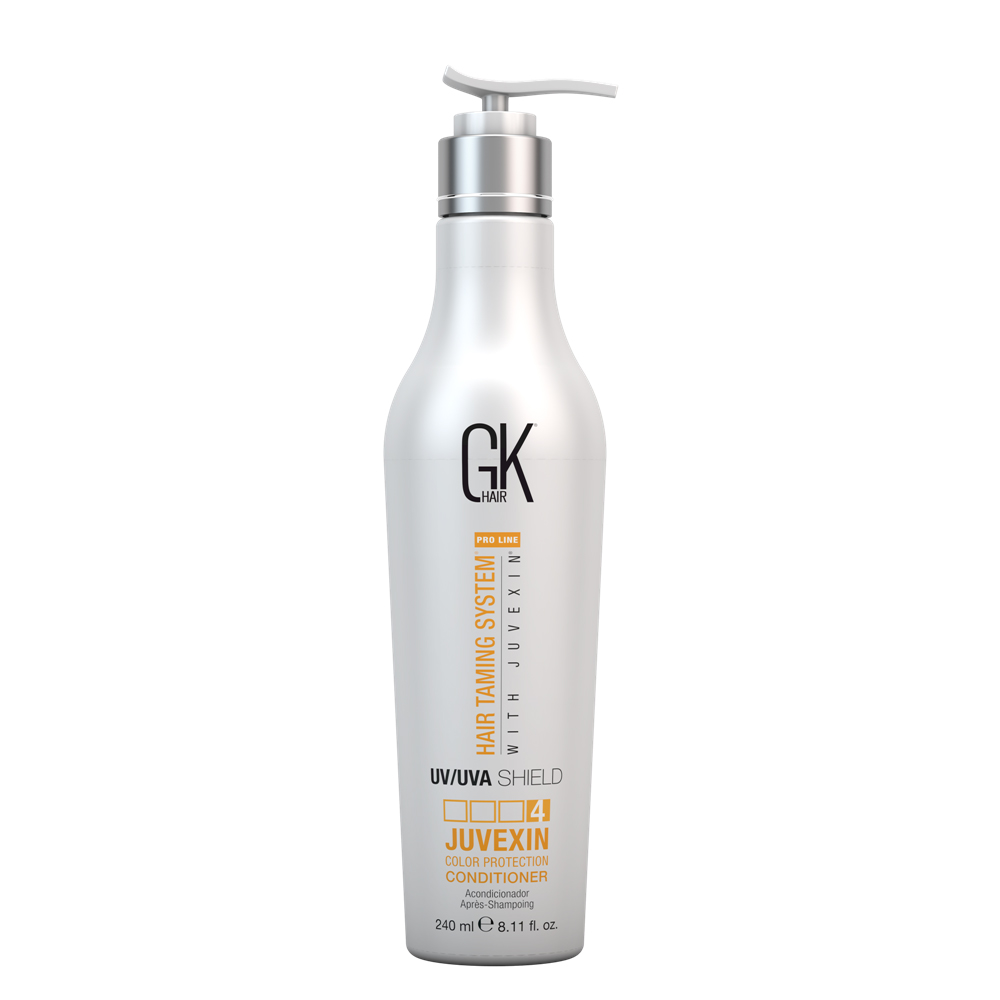 GK®
HAIR
PRO LINE
HAIR TAMING SYSTEM™
WITH JUVEXIN®
UV/UVA SHIELD
4
JUVEXIN
COLOR PROTECTION
CONDITIONER
Acondicionador
Après-Shampoing
240 ml ℮ 8.11 fl. oz.